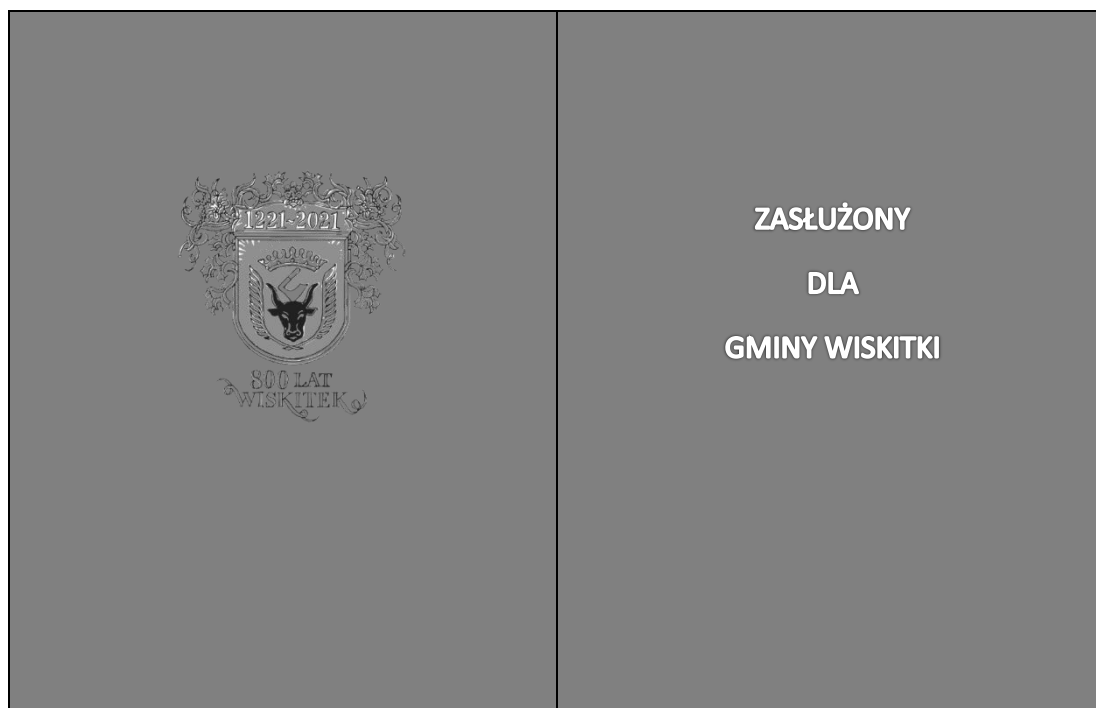 1221-2021
800 LAT
WISKITEK
ZASŁUŻONY
DLA
GMINY WISKITKI